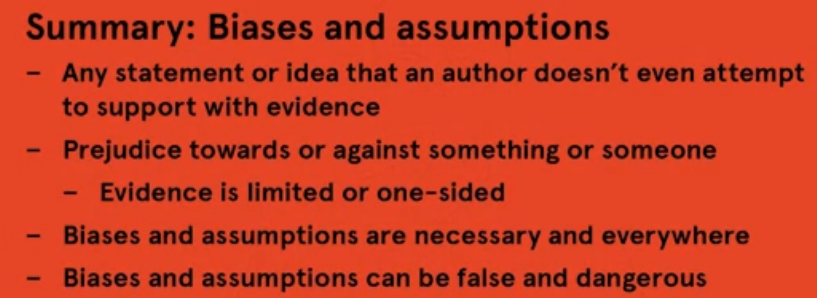 Summary: Biases and assumptions
– Any statement or idea that an author doesn't even attempt
to support with evidence
– Prejudice towards or against something or someone
– Evidence is limited or one-sided
– Biases and assumptions are necessary and everywhere
– Biases and assumptions can be false and dangerous